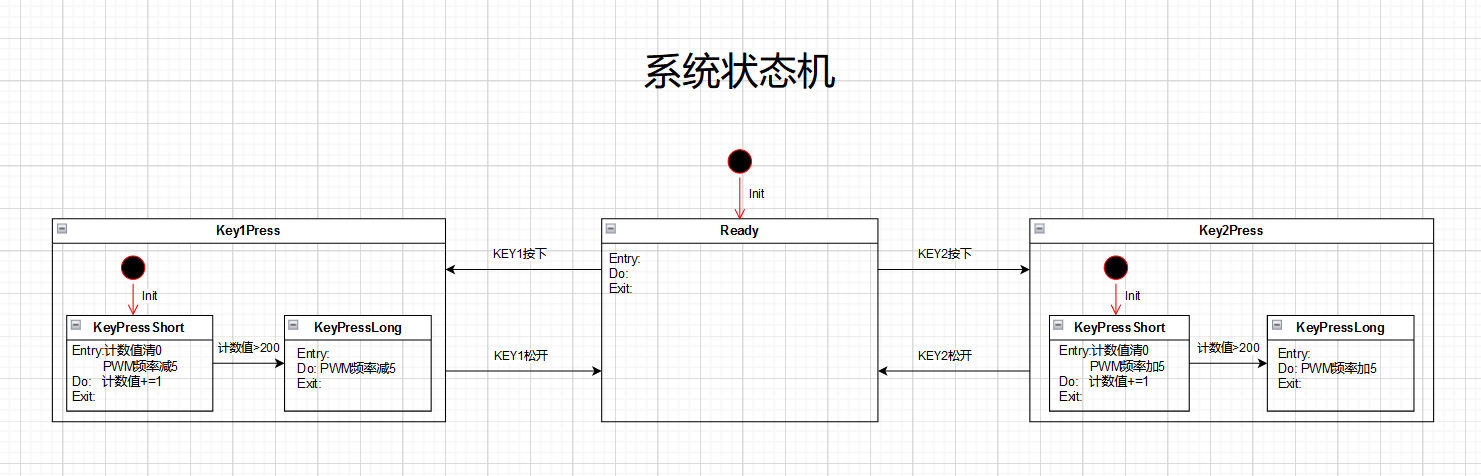 系统状态机
Init
Key1Press
Init
KeyPressShort
Entry:计数值清0
PWM频率减5
Do: 计数值+=1
Exit:
计数值>200
KeyPressLong
Entry:
Do: PWM频率减5
Exit:
KEY1按下
KEY1松开
Ready
Entry:
Do:
Exit:
KEY2按下
KEY2松开
Key2Press
Init
KeyPressShort
Entry:计数值清0
PWM频率加5
Do: 计数值+=1
Exit:
计数值>200
KeyPressLong
Entry:
Do: PWM频率加5
Exit: